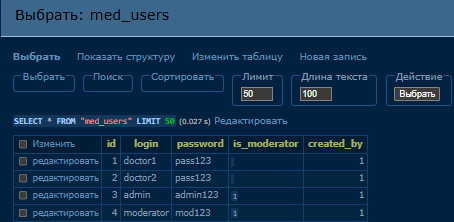 Выбрать: med_users
Выбрать Показать структуру Изменить таблицу Новая запись
Выбрать Поиск Сортировать Лимит Длина текста Действие
50 100 Выбрать
SELECT * FROM "med_users" LIMIT 50 (0.027 s) Редактировать
Изменить id login password is_moderator created_by
редактировать 1 doctor1 pass123 1
редактировать 2 doctor2 pass123 1
редактировать 3 admin admin123 1 1
редактировать 4 moderator mod123 1 1